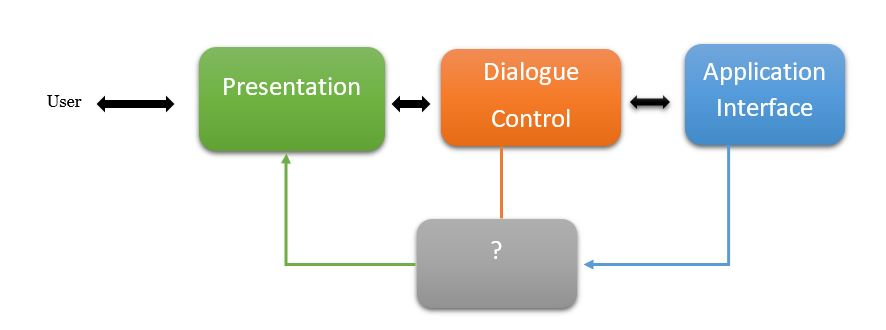 User
Presentation
Dialogue
Control
Application
Interface
?